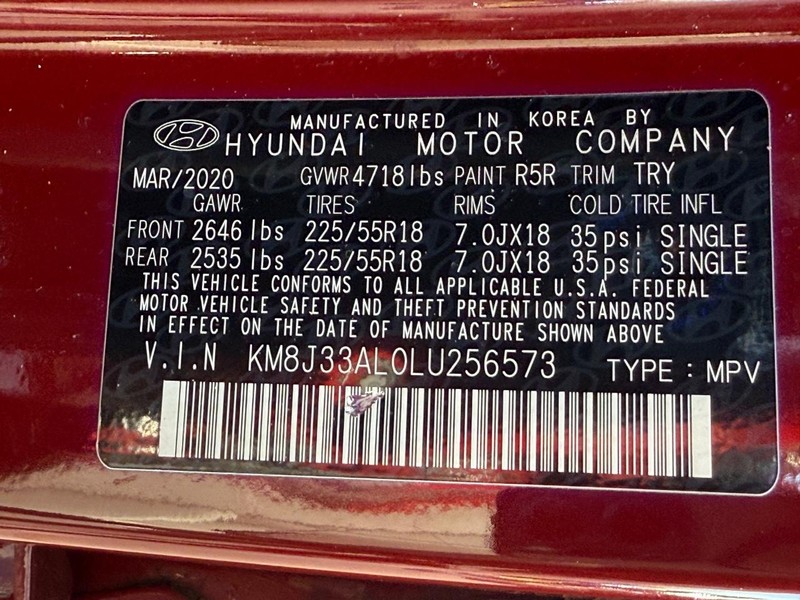 MANUFACTURED IN KOREA BY
HYUNDAI MOTOR COMPANY
MAR/2020 GVWR 4718lbs PAINT R5R TRIM TRY
GAWR TIRES RIMS COLD TIRE INFL
FRONT 2646 lbs 225/55R18 7.0JX18 35psi SINGLE
REAR 2535 lbs 225/55R18 7.0JX18 35psi SINGLE
THIS VEHICLE CONFORMS TO ALL APPLICABLE U.S.A. FEDERAL
MOTOR VEHICLE SAFETY AND THEFT PREVENTION STANDARDS
IN EFFECT ON THE DATE OF MANUFACTURE SHOWN ABOVE
V.I.N KM8J33AL0LU256573 TYPE : MPV